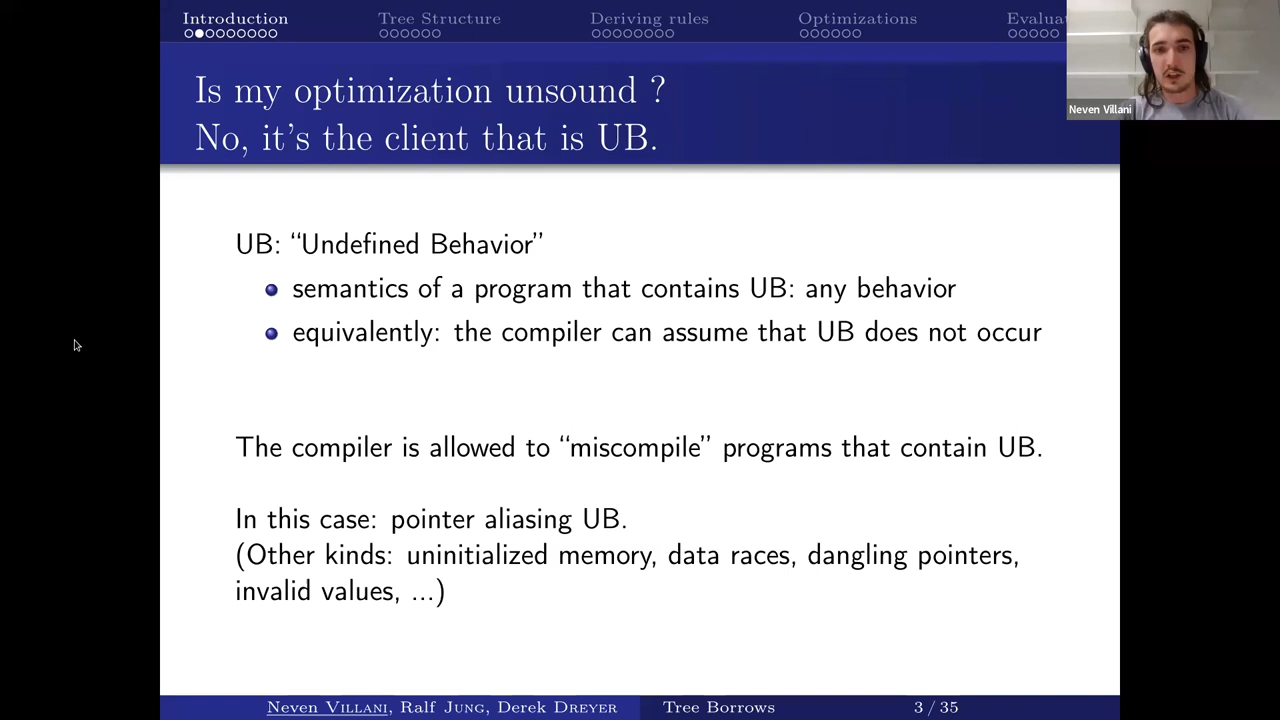 Introduction Tree Structure Deriving rules Optimizations Evaluat
Neven Villani
Is my optimization unsound ?
No, it's the client that is UB.
UB: “Undefined Behavior”
semantics of a program that contains UB: any behavior
equivalently: the compiler can assume that UB does not occur
The compiler is allowed to “miscompile” programs that contain UB.
In this case: pointer aliasing UB.
(Other kinds: uninitialized memory, data races, dangling pointers,
invalid values, ...)
Neven Villani, Ralf Jung, Derek Dreyer Tree Borrows 3 / 35